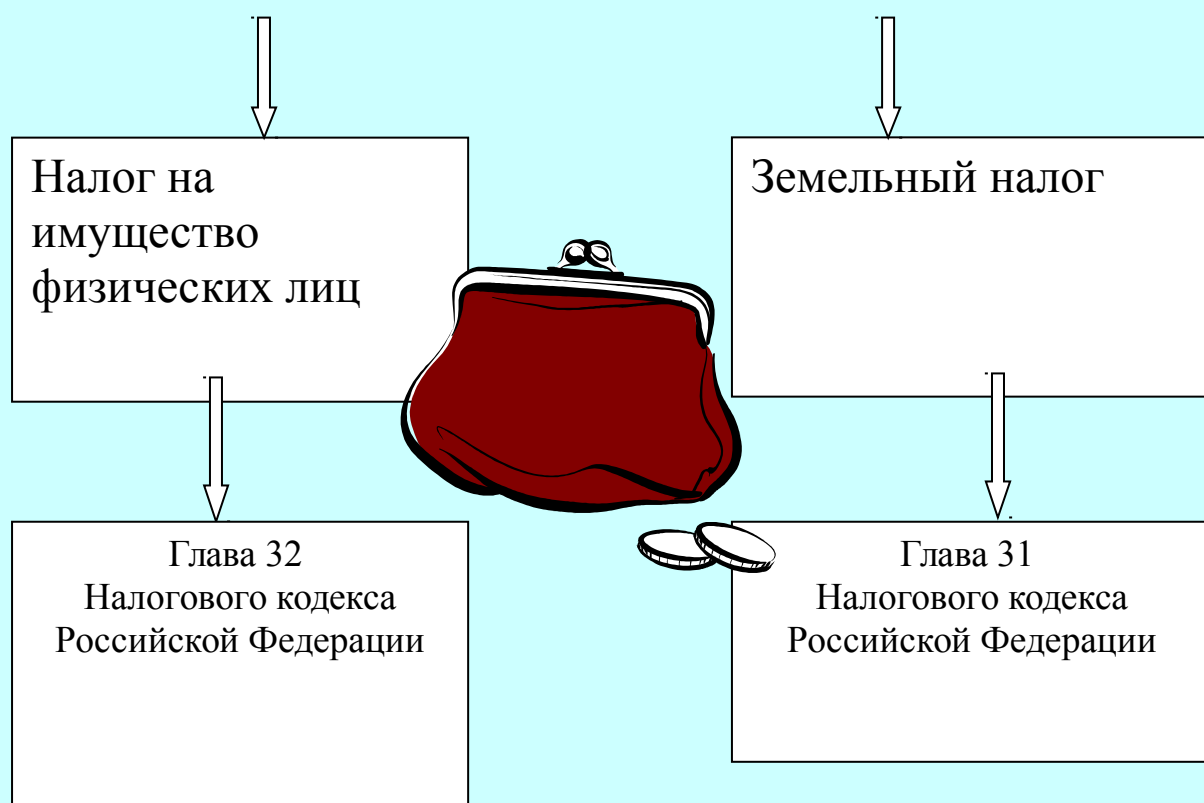 Налог на
имущество
физических лиц
Земельный налог
Глава 32
Налогового кодекса
Российской Федерации
Глава 31
Налогового кодекса
Российской Федерации